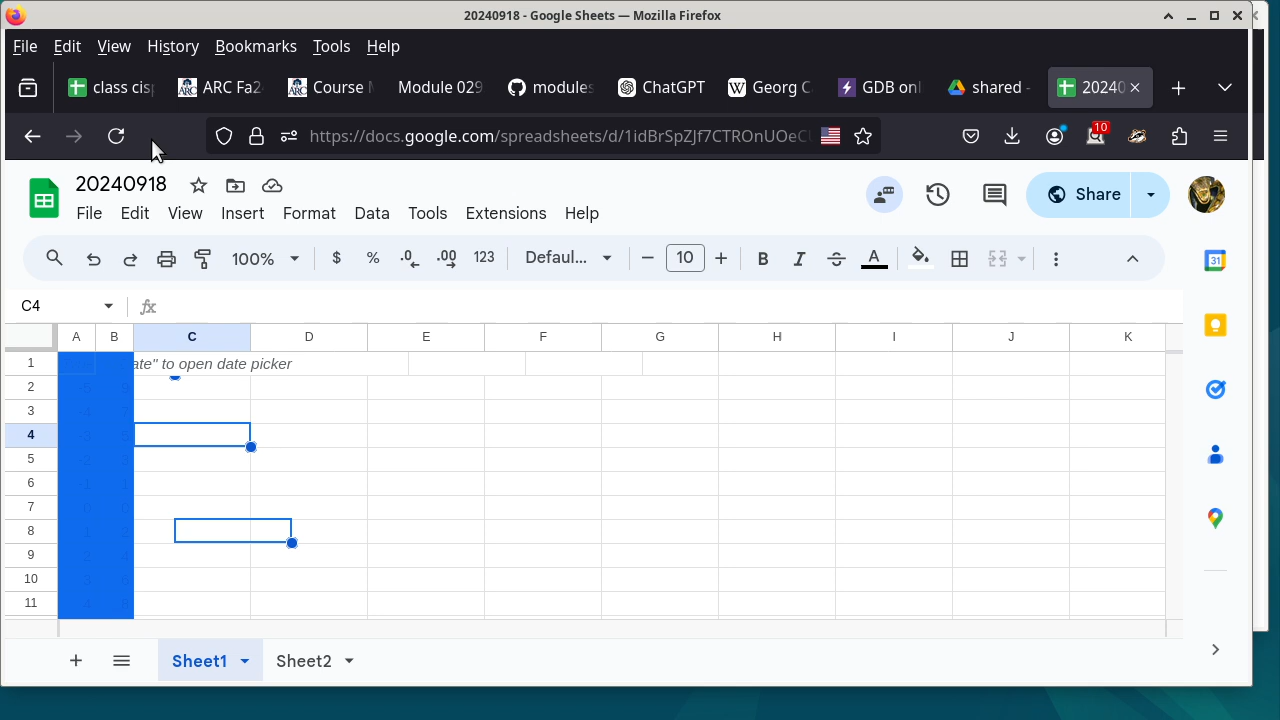 20240918 - Google Sheets — Mozilla Firefox
File Edit View History Bookmarks Tools Help
class cisp ARC Fa2 Course M Module 029 modules ChatGPT Georg C GDB onl shared - 20240
https://docs.google.com/spreadsheets/d/1idBrSpZJf7CTROnUOeC 10
20240918
File Edit View Insert Format Data Tools Extensions Help
Share
100% $ % .0 .00 123 Defaul... 10 B I S A
31
C4 fx
A B C D E F G H I J K
1 ate" to open date picker
2
3
4
5
6
7
8
9
10
11
Sheet1 Sheet2